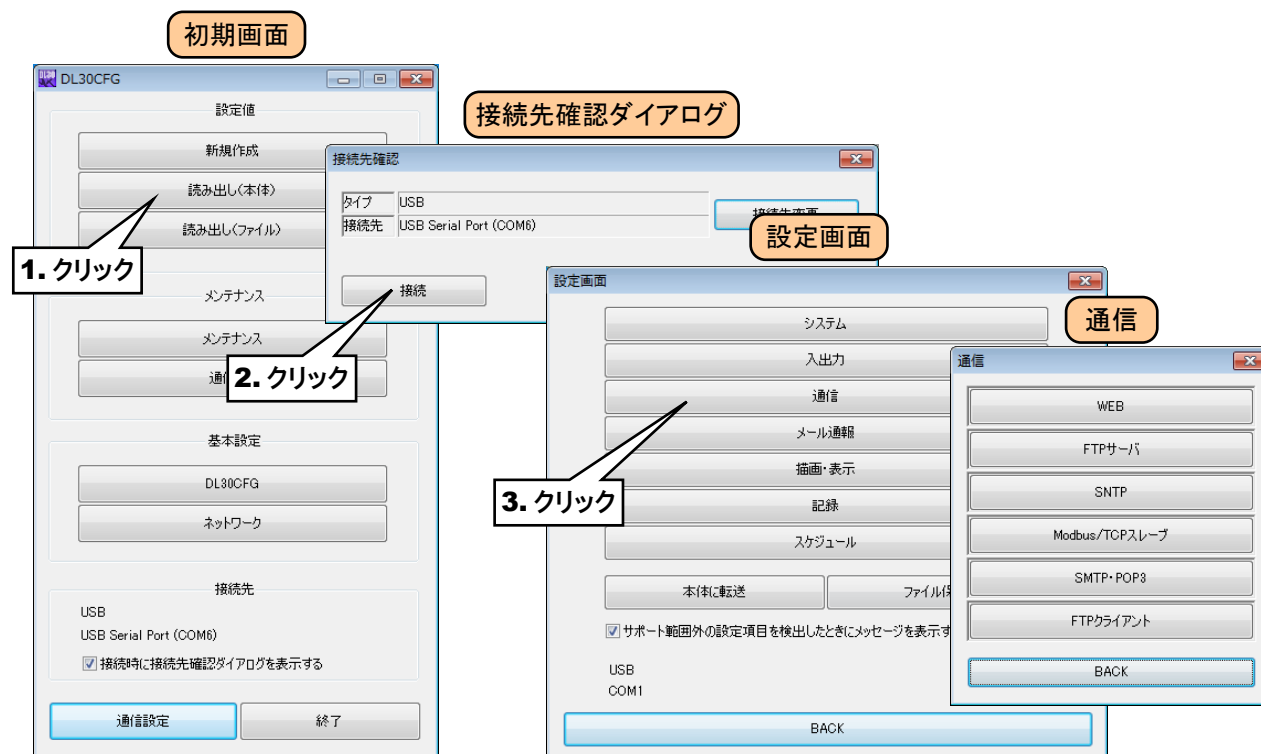 初期画面
DL30CFG
設定値
新規作成
読み出し(本体)
読み出し(ファイル)
1. クリック
メンテナンス
メンテナンス
基本設定
DL30CFG
ネットワーク
接続先
USB
USB Serial Port (COM6)
接続時に接続先確認ダイアログを表示する
通信設定
終了
接続先確認ダイアログ
接続先確認
タイプ
USB
接続先
USB Serial Port (COM6)
接続
2. クリック
設定画面
設定画面
システム
入出力
通信
メール通報
描画・表示
記録
スケジュール
3. クリック
本体に転送
サポート範囲外の設定項目を検出したときにメッセージを表示す
USB
COM1
BACK
通信
通信
WEB
FTPサーバ
SNTP
Modbus/TCPスレーブ
SMTP・POP3
FTPクライアント
BACK